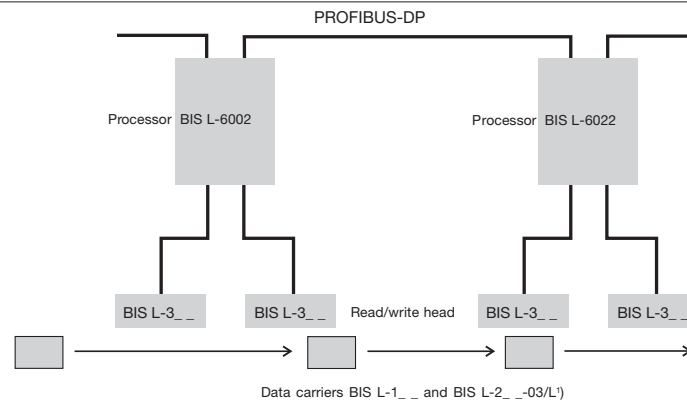 PROFIBUS-DP
Processor BIS L-6002
Processor BIS L-6022
BIS L-3_ _
BIS L-3_ _
Read/write head
BIS L-3_ _
BIS L-3_ _
Data carriers BIS L-1_ _ and BIS L-2_ _-03/L¹)